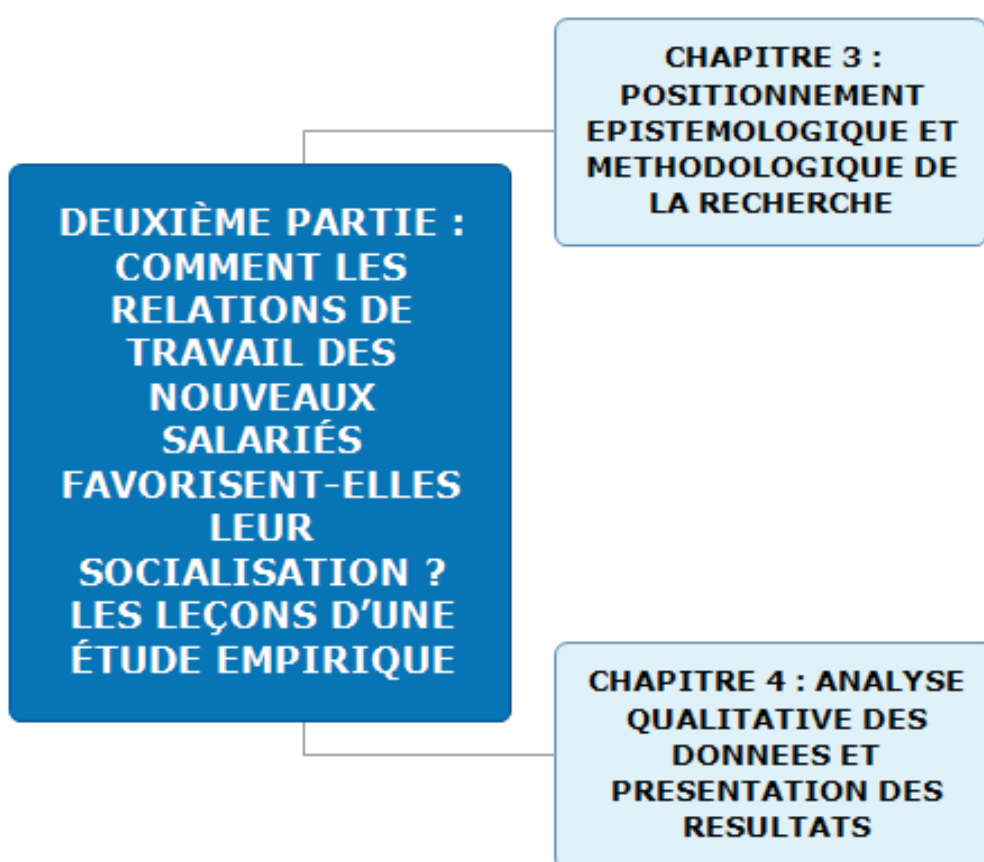 DEUXIÈME PARTIE :
COMMENT LES
RELATIONS DE
TRAVAIL DES
NOUVEAUX
SALARIÉS
FAVORISENT-ELLES
LEUR
SOCIALISATION ?
LES LEÇONS D’UNE
ÉTUDE EMPIRIQUE
CHAPITRE 3 :
POSITIONNEMENT
EPISTEMOLOGIQUE ET
METHODOLOGIQUE DE
LA RECHERCHE
CHAPITRE 4 : ANALYSE
QUALITATIVE DES
DONNEES ET
PRESENTATION DES
RESULTATS